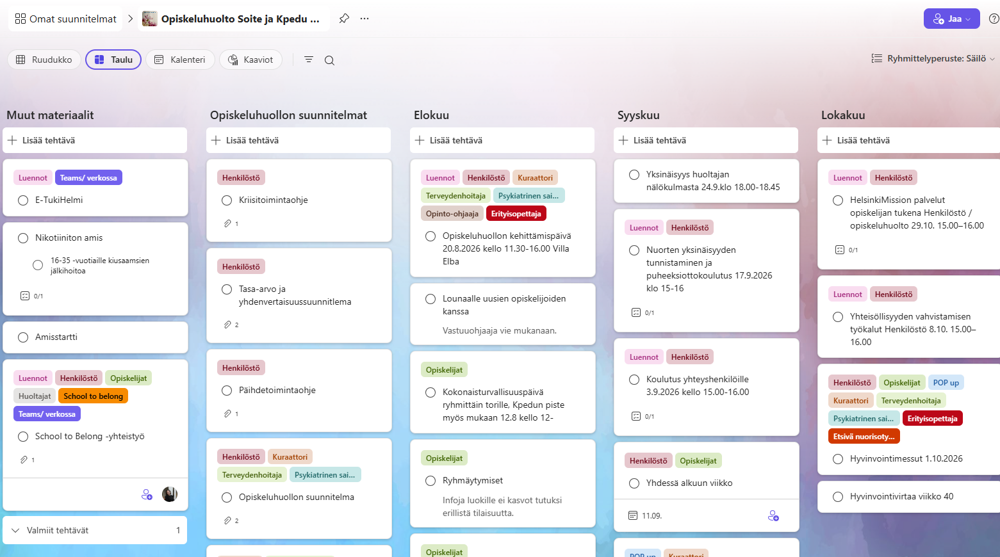 Omat suunnitelmat
Opiskeluhuolto Soite ja Kpedu ...
Jaa
Ruudukko
Taulu
Kalenteri
Kaaviot
Ryhmittelyperuste: Säilö
Muut materiaalit
Lisää tehtävä
Luennot
Teams/ verkossa
E-TukiHelmi
Nikotiiniton amis
16-35 -vuotiaille kiusaamsien
jälkihoitoa
0/1
Amisstartti
Luennot Henkilöstö Opiskelijat
Huoltajat School to belong
Teams/ verkossa
School to Belong -yhteistyö
1
Valmiit tehtävät 1
Opiskeluhuollon suunnitelmat
Lisää tehtävä
Henkilöstö
Kriisitoimintaohje
1
Henkilöstö
Tasa-arvo ja
yhdenvertaisuussuunnitlema
2
Henkilöstö
Päihdetoimintaohje
1
Henkilöstö Kuraattori
Terveydenhoitaja Psykiatrinen sai...
Opiskeluhuollon suunnitelma
2
Elokuu
Lisää tehtävä
Luennot Henkilöstö Kuraattori
Terveydenhoitaja Psykiatrinen sai...
Opinto-ohjaaja Erityisopettaja
Opiskeluhuollon kehittämispäivä
20.8.2026 kello 11.30-16.00 Villa
Elba
Lounaalle uusien opiskelijoiden
kanssa
Vastuuohjaaja vie mukanaan.
Opiskelijat
Kokonaisturvallisuuspäivä
ryhmittäin torille, Kpedun piste
myös mukaan 12.8 kello 12-
Opiskelijat
Ryhmäytymiset
Infoja luokille ei kasvot tutuksi
erillistä tilaisuutta.
Opiskelijat
Syyskuu
Lisää tehtävä
Yksinäisyys huoltajan
nälökulmasta 24.9.klo 18.00-18.45
Luennot Henkilöstö
Nuorten yksinäisyyden
tunnistaminen ja
puheeksiottokoulutus 17.9.2026
klo 15-16
0/1
Luennot Henkilöstö
Koulutus yhteyshenkilöille
3.9.2026 kello 15.00-16.00
0/1
Henkilöstö Opiskelijat
Yhdessä alkuun viikko
11.09.
POP up Kuraattori
Lokakuu
Lisää tehtävä
Luennot Henkilöstö
HelsinkiMission palvelut
opiskelijan tukena Henkilöstö /
opiskeluhuolto 29.10. 15.00–16.00
0/1
Luennot Henkilöstö
Yhteisöllisyyden vahvistamisen
työkalut Henkilöstö 8.10. 15.00–
16.00
Henkilöstö Opiskelijat POP up
Kuraattori Terveydenhoitaja
Psykiatrinen sai... Erityisopettaja
Etsivä nuorisoty...
Hyvinvointimessut 1.10.2026
Hyvinvointivirtaa viikko 40